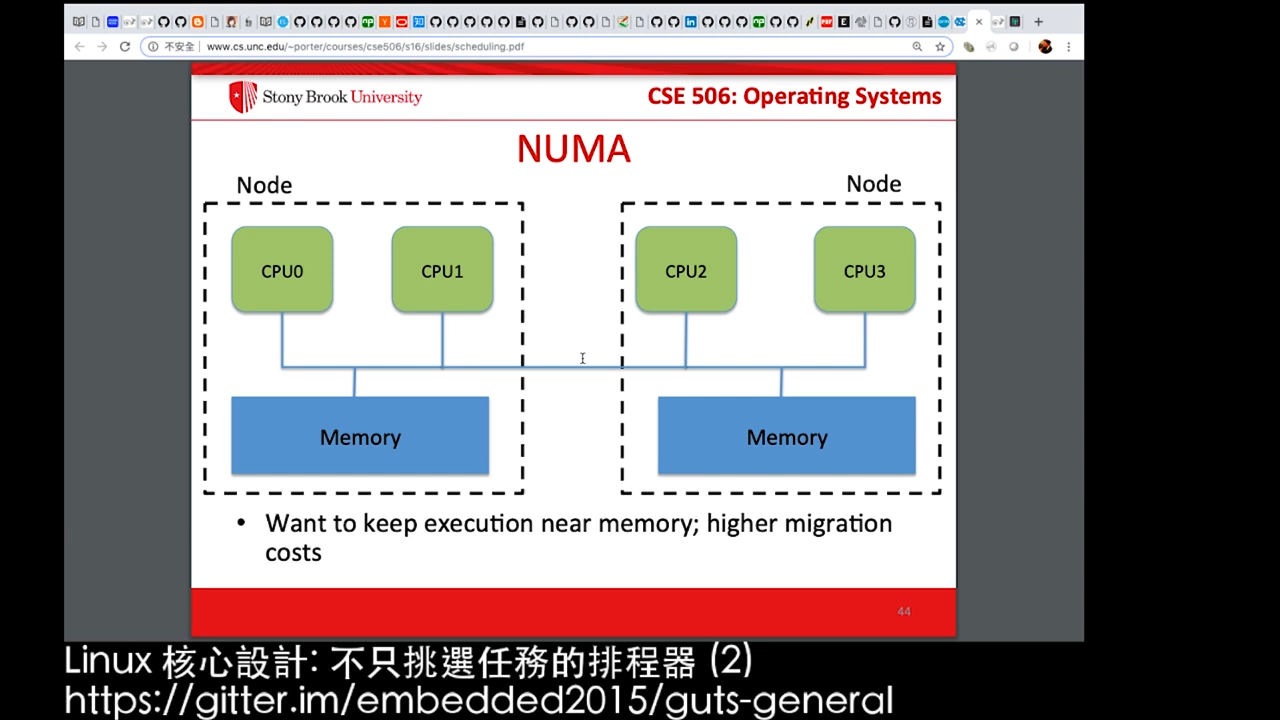 不安全 | www.cs.unc.edu/~porter/courses/cse506/s16/slides/scheduling.pdf
Stony Brook University
CSE 506: Operating Systems
NUMA
Node
Node
CPU0
CPU1
CPU2
CPU3
Memory
Memory
• Want to keep execution near memory; higher migration
costs
44
Linux 核心設計: 不只挑選任務的排程器 (2)
https://gitter.im/embedded2015/guts-general